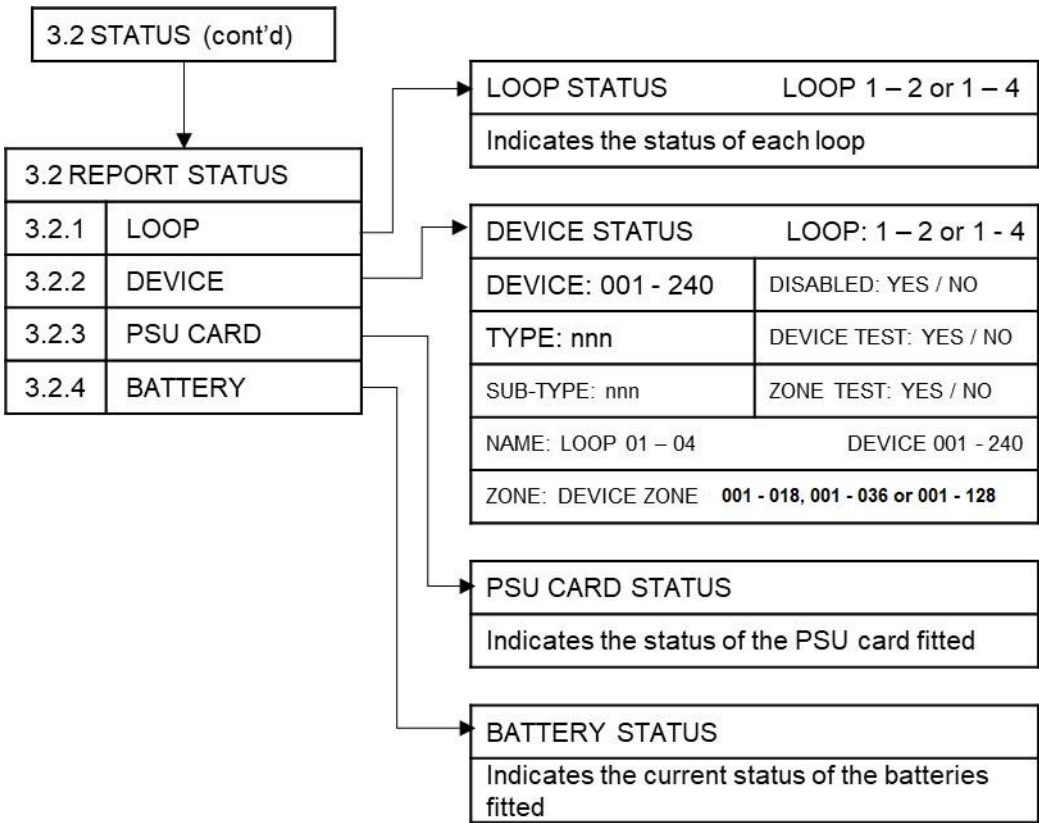 3.2 STATUS (cont’d)
3.2 REPORT STATUS
3.2.1 LOOP
3.2.2 DEVICE
3.2.3 PSU CARD
3.2.4 BATTERY
LOOP STATUS LOOP 1 – 2 or 1 – 4
Indicates the status of each loop
DEVICE STATUS LOOP: 1 – 2 or 1 - 4
DEVICE: 001 - 240 DISABLED: YES / NO
TYPE: nnn DEVICE TEST: YES / NO
SUB-TYPE: nnn ZONE TEST: YES / NO
NAME: LOOP 01 – 04 DEVICE 001 - 240
ZONE: DEVICE ZONE 001 - 018, 001 - 036 or 001 - 128
PSU CARD STATUS
Indicates the status of the PSU card fitted
BATTERY STATUS
Indicates the current status of the batteries
fitted